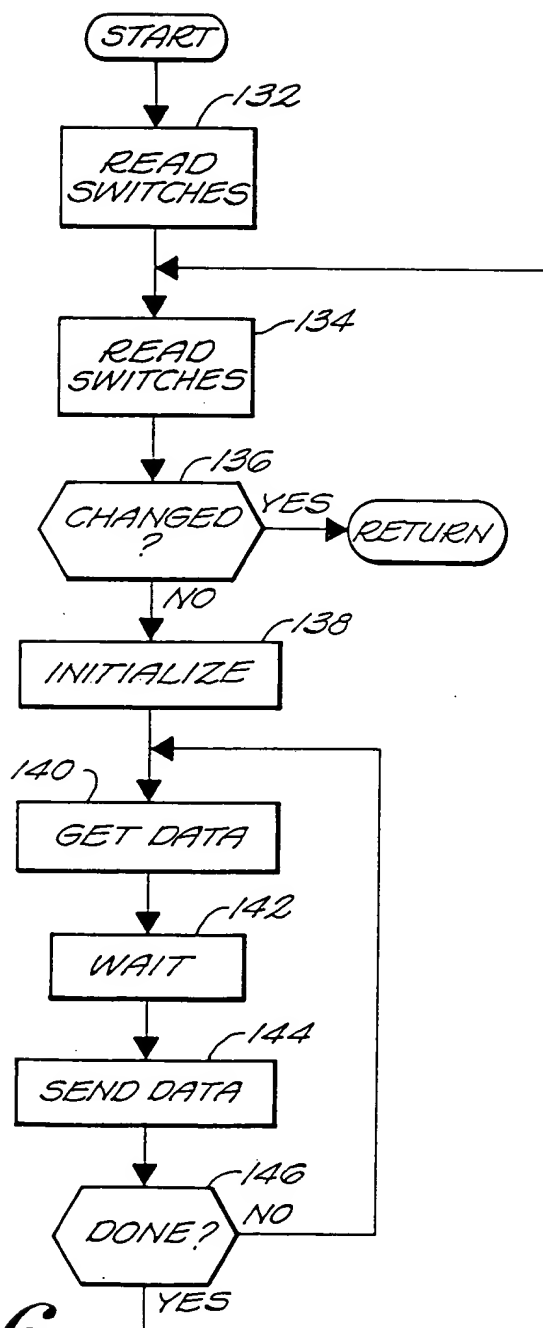 START
132
READ
SWITCHES
134
READ
SWITCHES
136
CHANGED
?
YES
RETURN
NO
138
INITIALIZE
140
GET DATA
142
WAIT
144
SEND DATA
146
DONE?
NO
YES